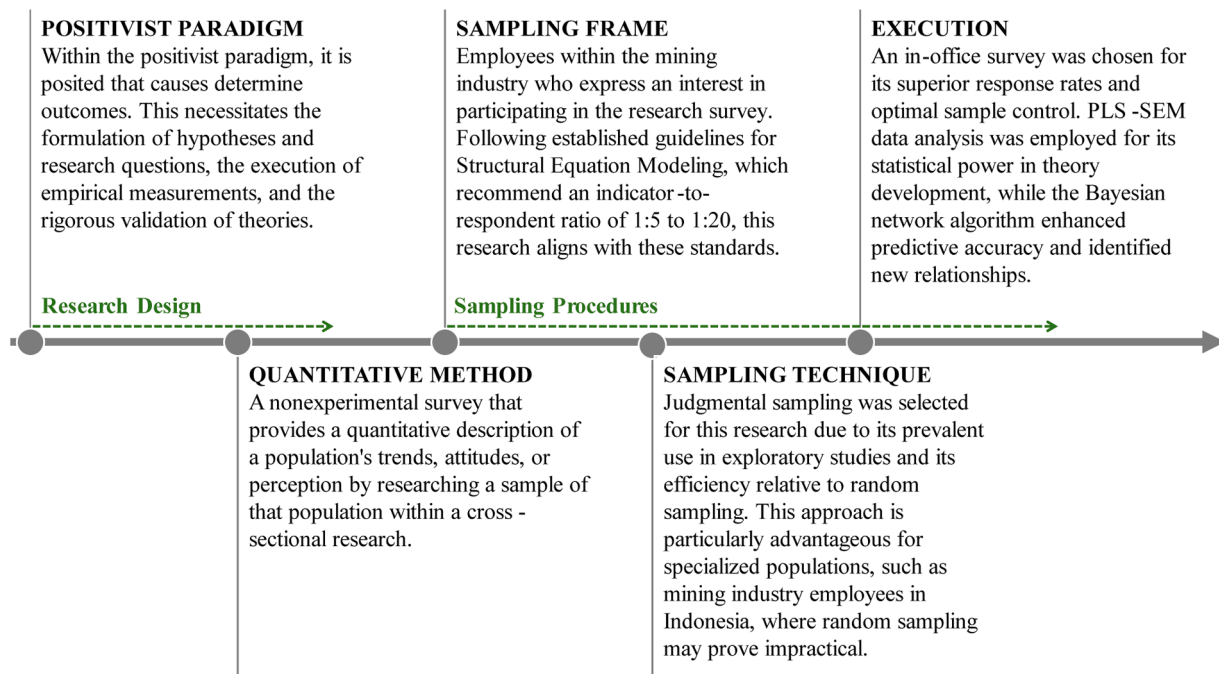 POSITIVIST PARADIGM
Within the positivist paradigm, it is
posited that causes determine
outcomes. This necessitates the
formulation of hypotheses and
research questions, the execution of
empirical measurements, and the
rigorous validation of theories.
SAMPLING FRAME
Employees within the mining
industry who express an interest in
participating in the research survey.
Following established guidelines for
Structural Equation Modeling, which
recommend an indicator-to-
respondent ratio of 1:5 to 1:20, this
research aligns with these standards.
EXECUTION
An in-office survey was chosen for
its superior response rates and
optimal sample control. PLS -SEM
data analysis was employed for its
statistical power in theory
development, while the Bayesian
network algorithm enhanced
predictive accuracy and identified
new relationships.
Research Design
Sampling Procedures
QUANTITATIVE METHOD
A nonexperimental survey that
provides a quantitative description of
a population's trends, attitudes, or
perception by researching a sample of
that population within a cross -
sectional research.
SAMPLING TECHNIQUE
Judgmental sampling was selected
for this research due to its prevalent
use in exploratory studies and its
efficiency relative to random
sampling. This approach is
particularly advantageous for
specialized populations, such as
mining industry employees in
Indonesia, where random sampling
may prove impractical.